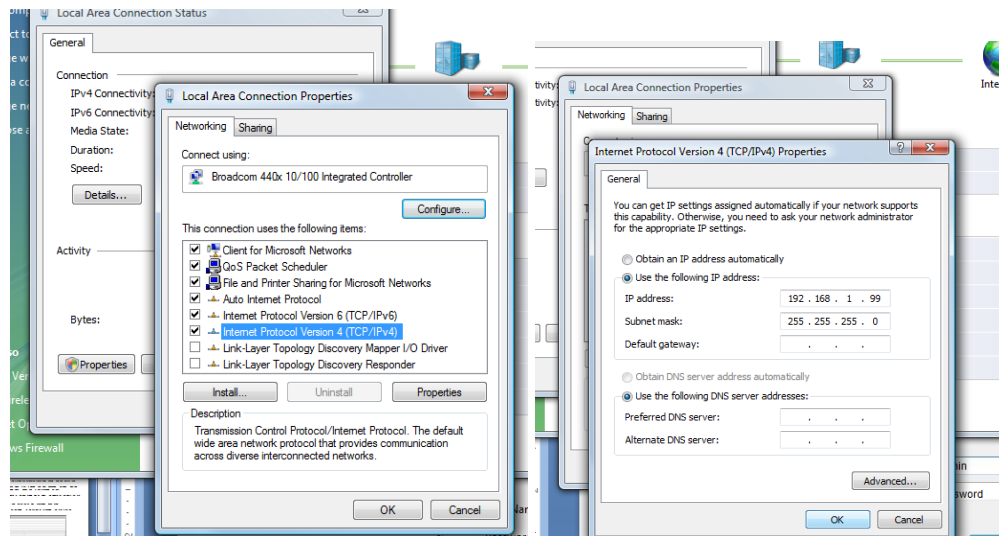 Local Area Connection Status
General
Connection
IPv4 Connectivity:
IPv6 Connectivity:
Media State:
Duration:
Speed:
Details...
Activity
Bytes:
Properties
ws Firewall
Local Area Connection Properties
Networking
Sharing
Connect using:
Broadcom 440x 10/100 Integrated Controller
Configure...
This connection uses the following items:
Client for Microsoft Networks
QoS Packet Scheduler
File and Printer Sharing for Microsoft Networks
Auto Internet Protocol
Internet Protocol Version 6 (TCP/IPv6)
Internet Protocol Version 4 (TCP/IPv4)
Link-Layer Topology Discovery Mapper I/O Driver
Link-Layer Topology Discovery Responder
Install...
Uninstall
Properties
Description
Transmission Control Protocol/Internet Protocol. The default
wide area network protocol that provides communication
across diverse interconnected networks.
OK
Cancel
tivity:
tivity:
Inte
Local Area Connection Properties
Networking
Sharing
Internet Protocol Version 4 (TCP/IPv4) Properties
General
You can get IP settings assigned automatically if your network supports
this capability. Otherwise, you need to ask your network administrator
for the appropriate IP settings.
Obtain an IP address automatically
Use the following IP address:
IP address: 192 . 168 . 1 . 99
Subnet mask: 255 . 255 . 255 . 0
Default gateway: . . .
Obtain DNS server address automatically
Use the following DNS server addresses:
Preferred DNS server: . . .
Alternate DNS server: . . .
Advanced...
OK
Cancel
sword